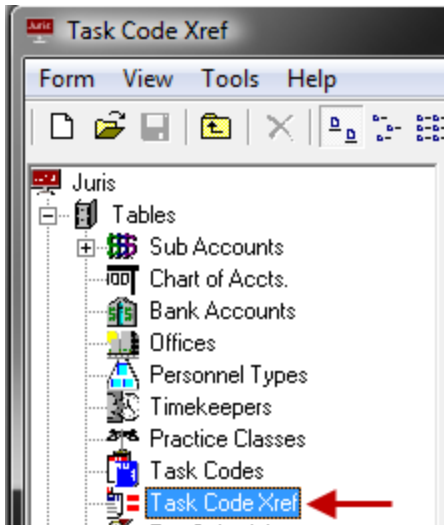 Task Code Xref
Form View Tools Help
Juris
Tables
Sub Accounts
Chart of Accts.
Bank Accounts
Offices
Personnel Types
Timekeepers
Practice Classes
Task Codes
Task Code Xref